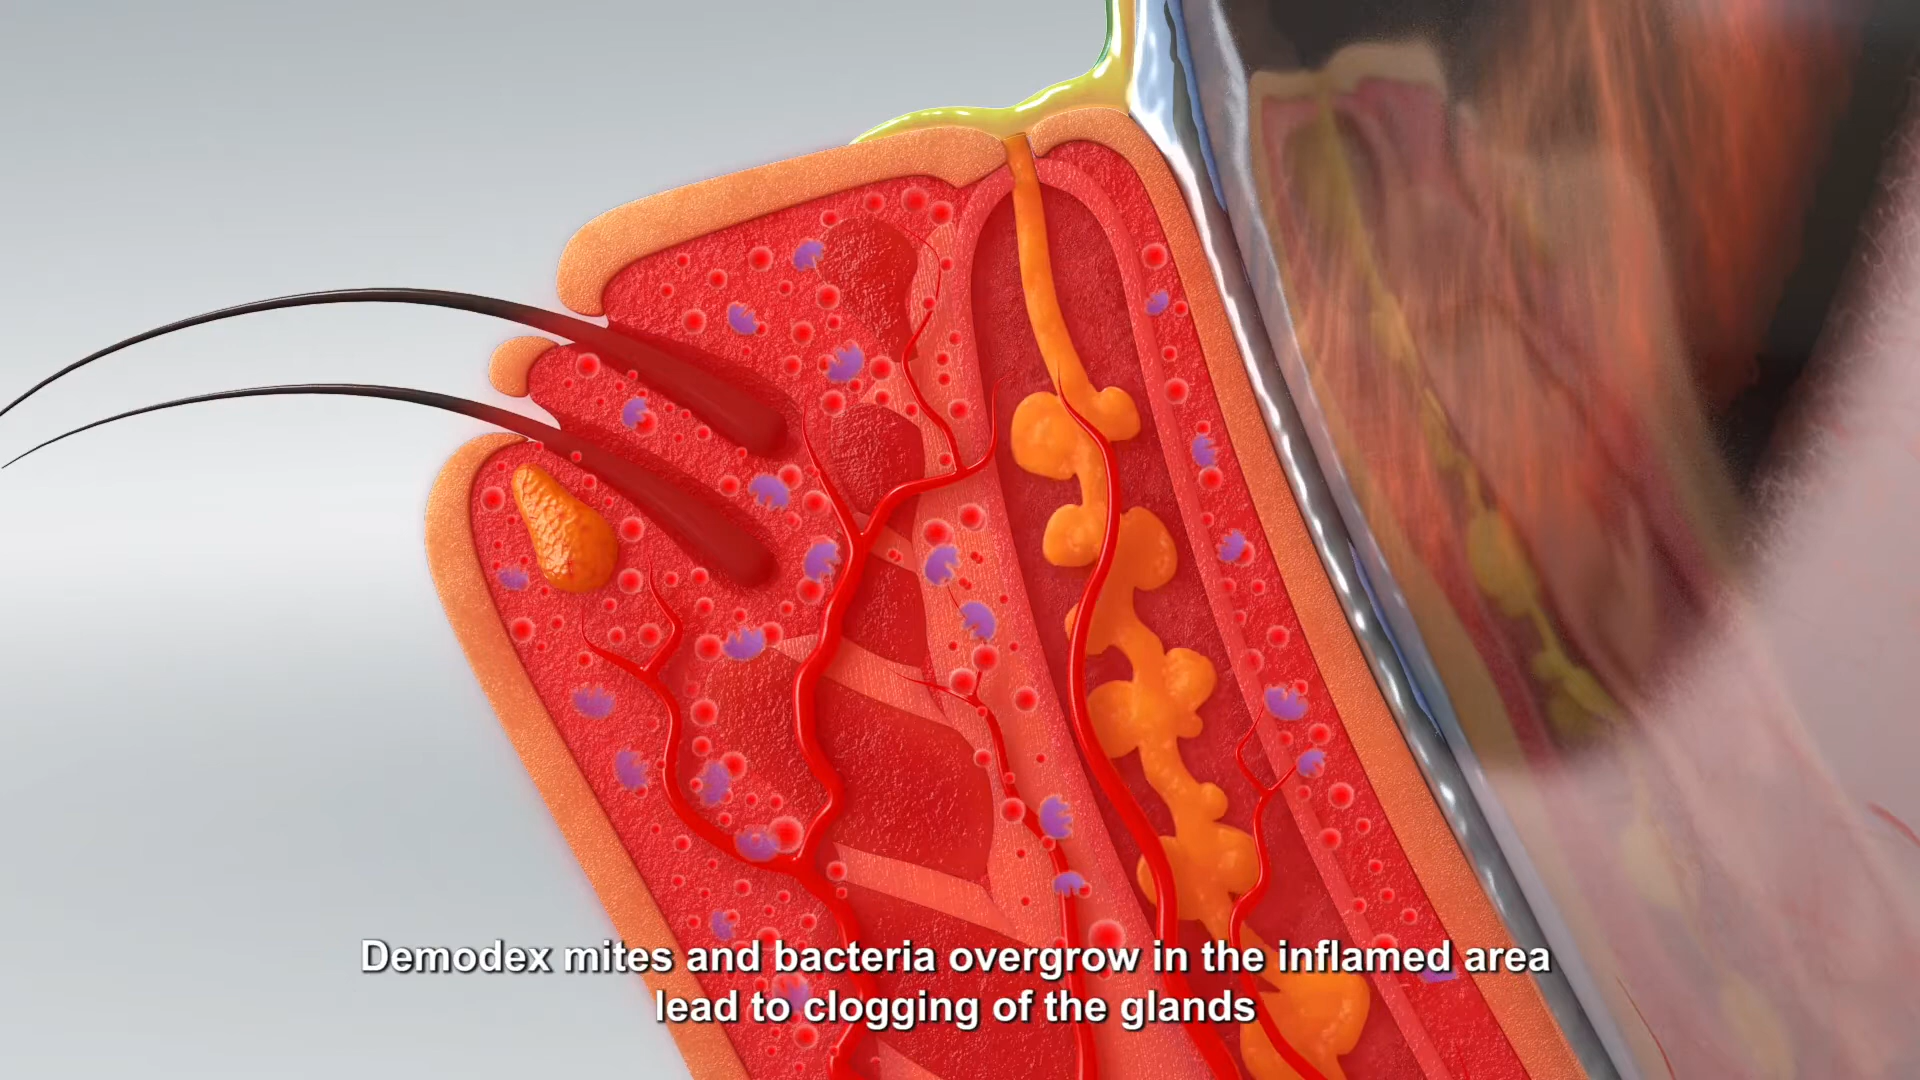 Demodex mites and bacteria overgrow in the inflamed area
lead to clogging of the glands